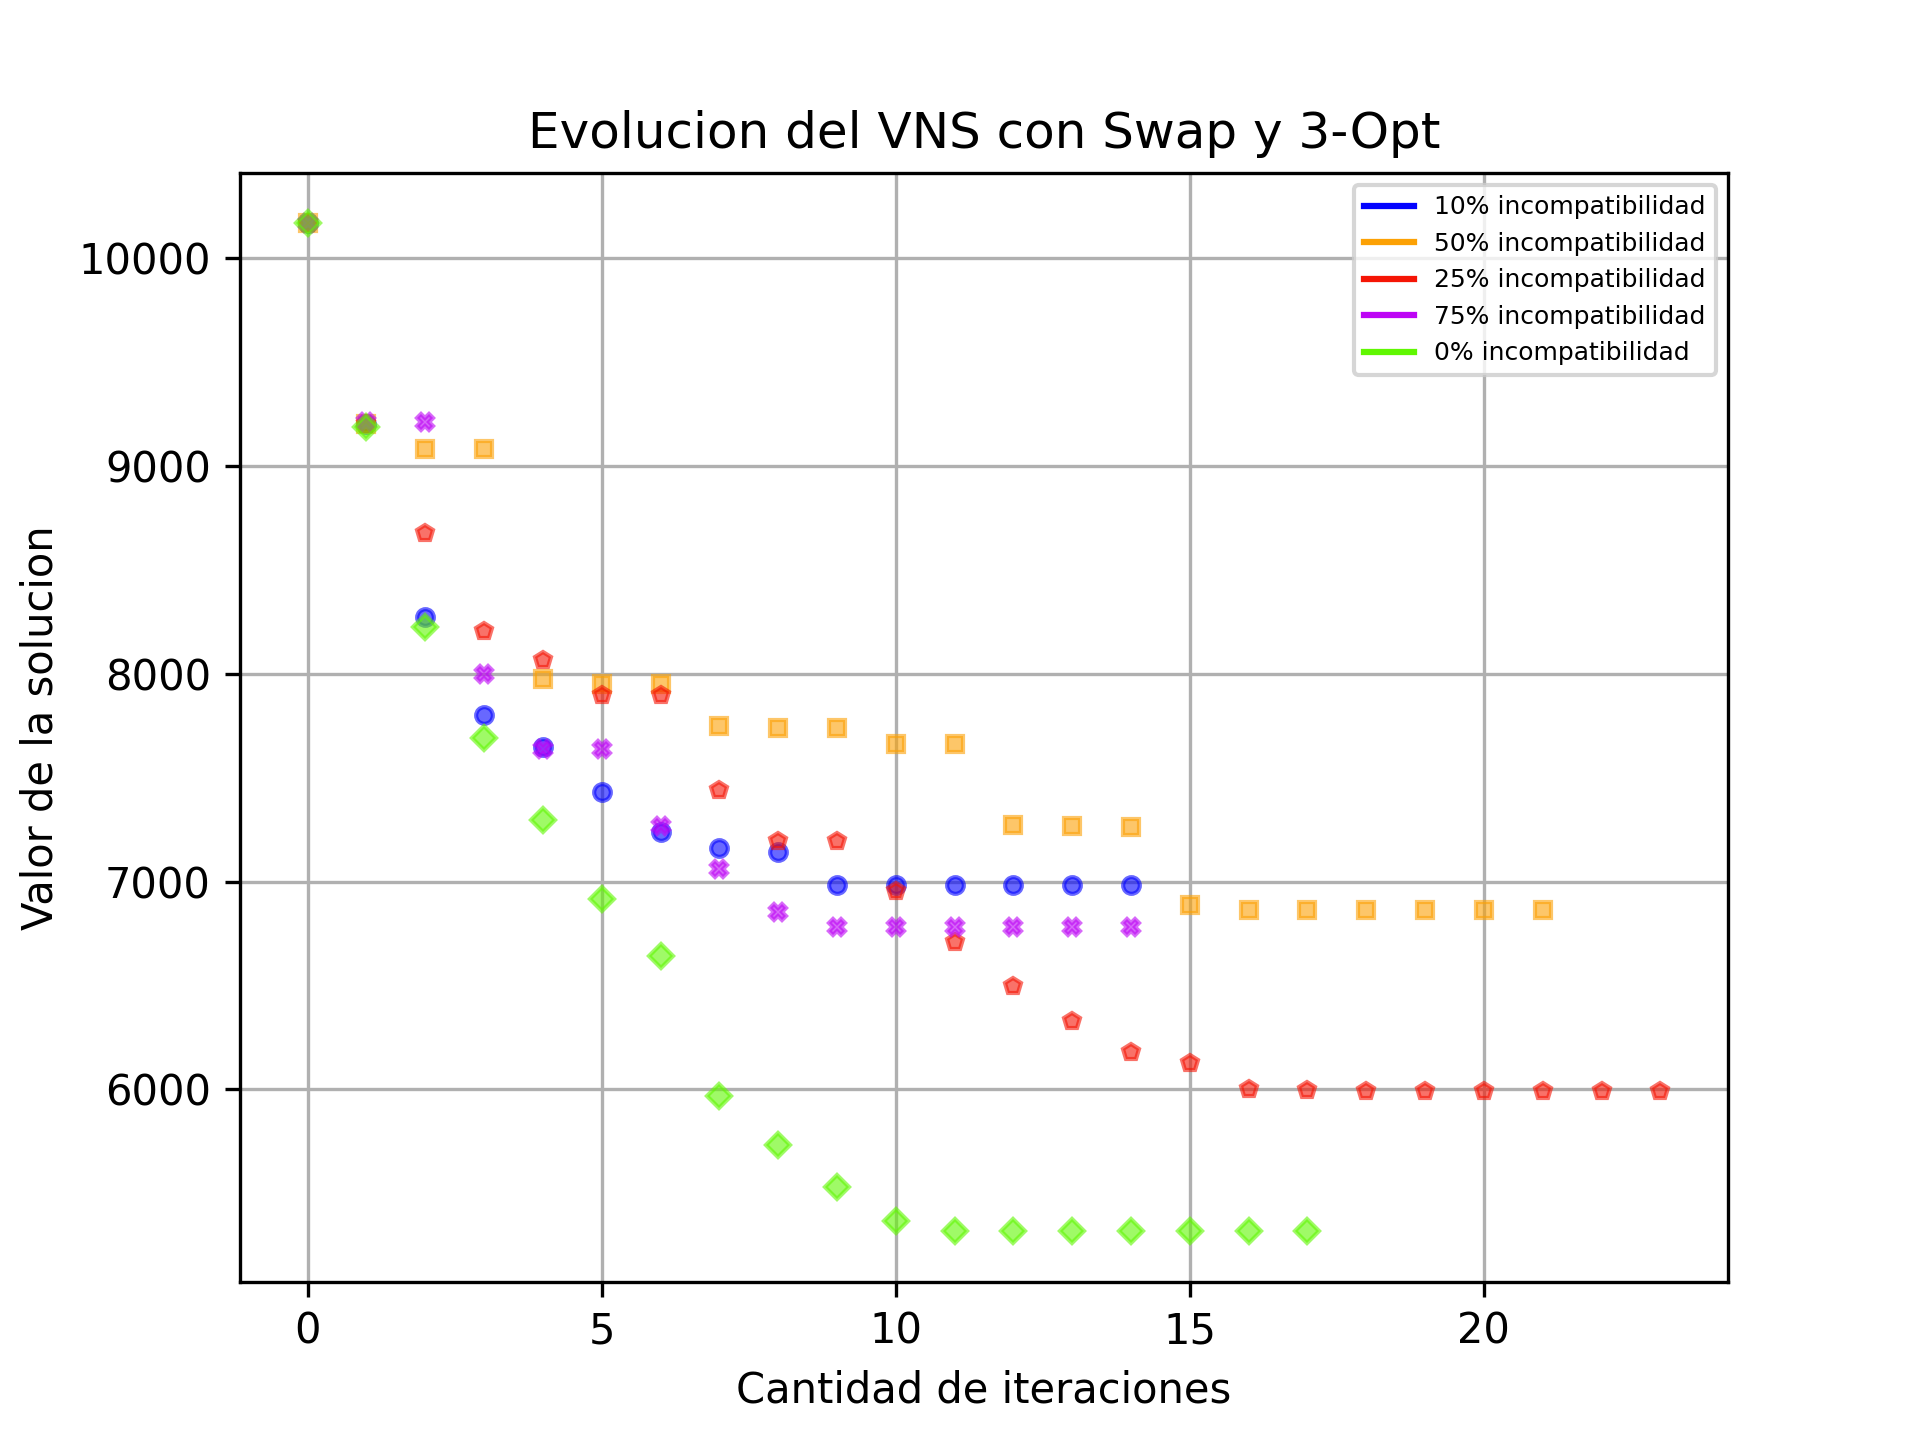 Evolucion del VNS con Swap y 3-Opt
10% incompatibilidad
50% incompatibilidad
25% incompatibilidad
75% incompatibilidad
0% incompatibilidad
Valor de la solucion
10000
9000
8000
7000
6000
0 5 10 15 20
Cantidad de iteraciones